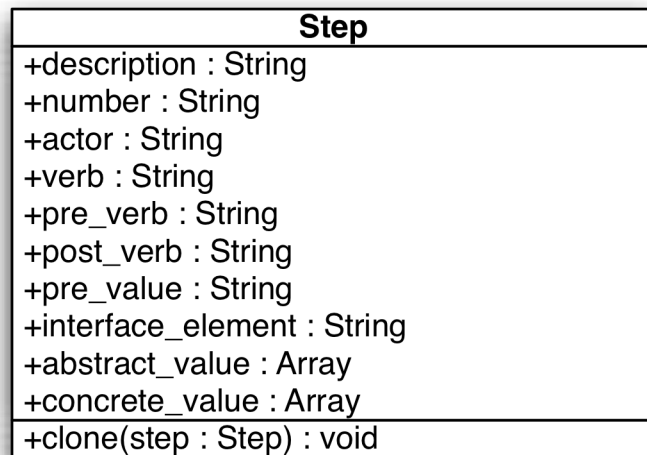 Step
+description : String
+number : String
+actor : String
+verb : String
+pre_verb : String
+post_verb : String
+pre_value : String
+interface_element : String
+abstract_value : Array
+concrete_value : Array
+clone(step : Step) : void